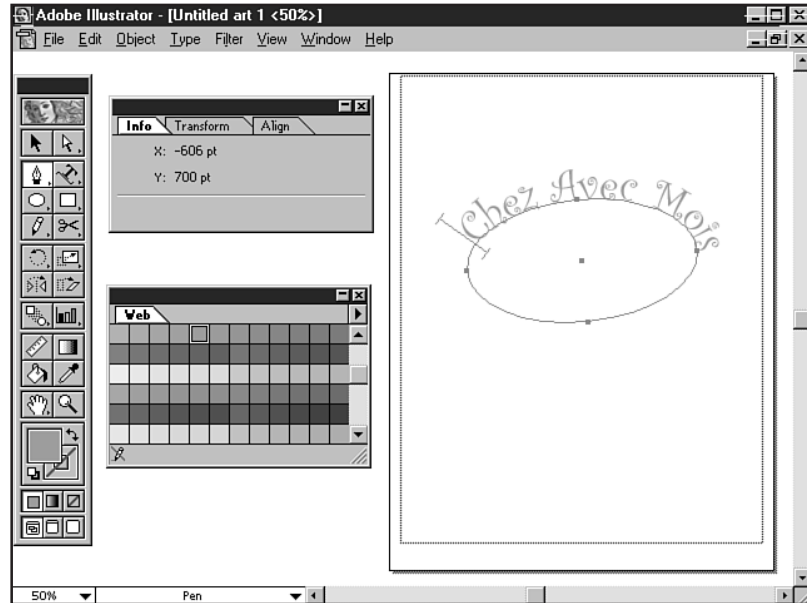 Adobe Illustrator - [Untitled art 1 <50%>]
File Edit Object Type Filter View Window Help
Info Transform Align
X: -606 pt
Y: 700 pt
Chez Avec Mois
Web
50% Pen